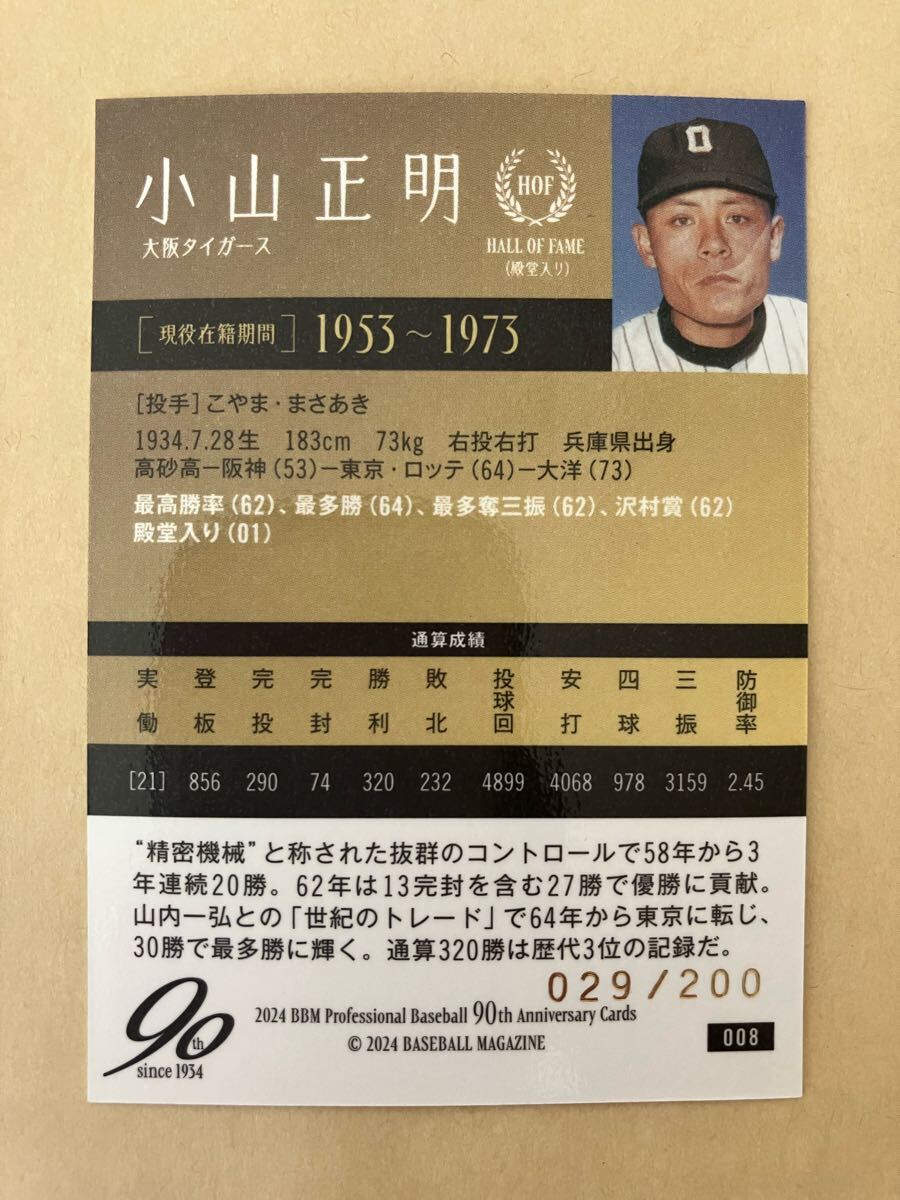 小山正明
大阪タイガース
HOF
HALL OF FAME
(殿堂入り)
O
[現役在籍期間] 1953～1973
[投手]こやま・まさあき
1934.7.28生 183cm 73kg 右投右打 兵庫県出身
高砂高―阪神(53)―東京・ロッテ(64)―大洋(73)
最高勝率(62)、最多勝(64)、最多奪三振(62)、沢村賞(62)
殿堂入り(01)
通算成績
実働 登板 完投 完封 勝利 敗北 投球回 安打 四球 三振 防御率
[21] 856 290 74 320 232 4899 4068 978 3159 2.45
“精密機械”と称された抜群のコントロールで58年から3
年連続20勝。62年は13完封を含む27勝で優勝に貢献。
山内一弘との「世紀のトレード」で64年から東京に転じ、
30勝で最多勝に輝く。通算320勝は歴代3位の記録だ。
029/200
90th
since 1934
2024 BBM Professional Baseball 90th Anniversary Cards
© 2024 BASEBALL MAGAZINE
008